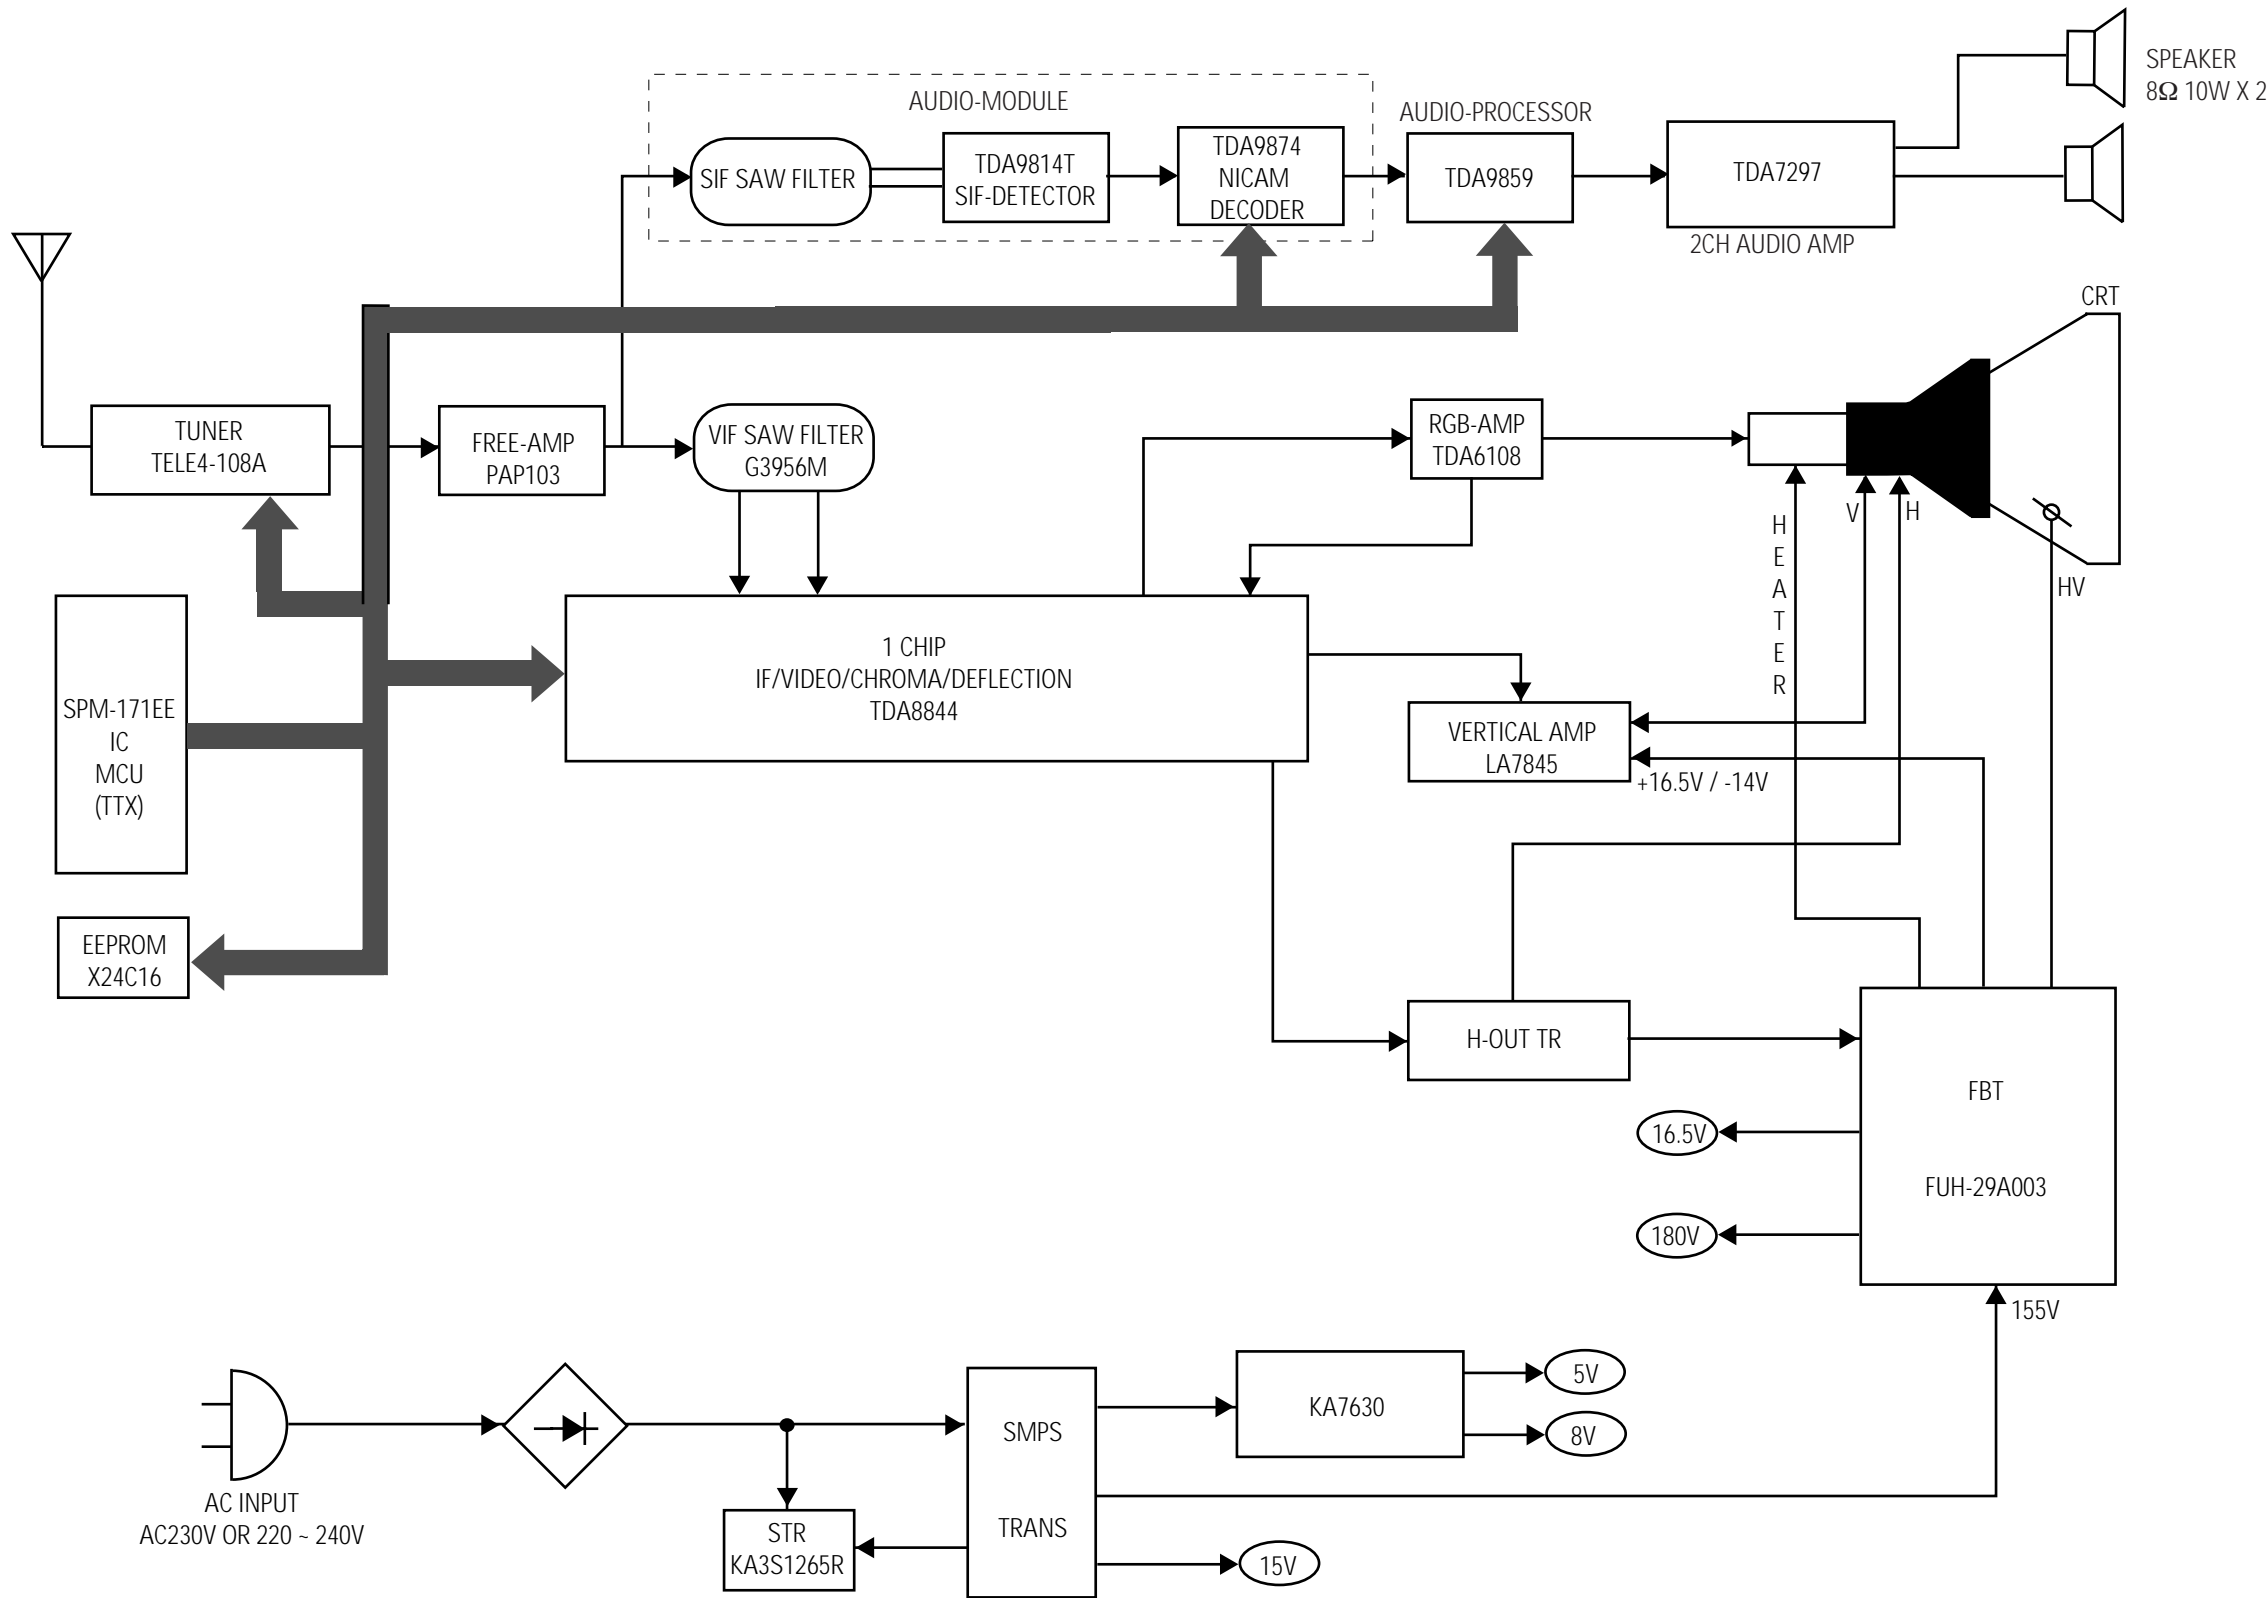 SPEAKER
8Ω 10W X 2
AUDIO-MODULE
AUDIO-PROCESSOR
SIF SAW FILTER
TDA9814T
SIF-DETECTOR
TDA9874
NICAM
DECODER
TDA9859
TDA7297
2CH AUDIO AMP
CRT
TUNER
TELE4-108A
FREE-AMP
PAP103
VIF SAW FILTER
G3956M
RGB-AMP
TDA6108
V
H
H
E
A
T
E
R
HV
1 CHIP
IF/VIDEO/CHROMA/DEFLECTION
TDA8844
SPM-171EE
IC
MCU
(TTX)
VERTICAL AMP
LA7845
+16.5V / -14V
EEPROM
X24C16
H-OUT TR
FBT
FUH-29A003
16.5V
180V
155V
AC INPUT
AC230V OR 220 ~ 240V
STR
KA3S1265R
SMPS
TRANS
KA7630
5V
8V
15V